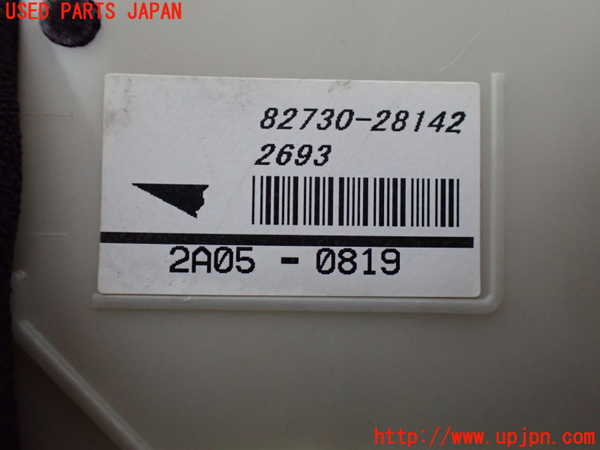 USED PARTS JAPAN
82730-28142
2693
2A05 - 0819
http://www.upjpn.com/